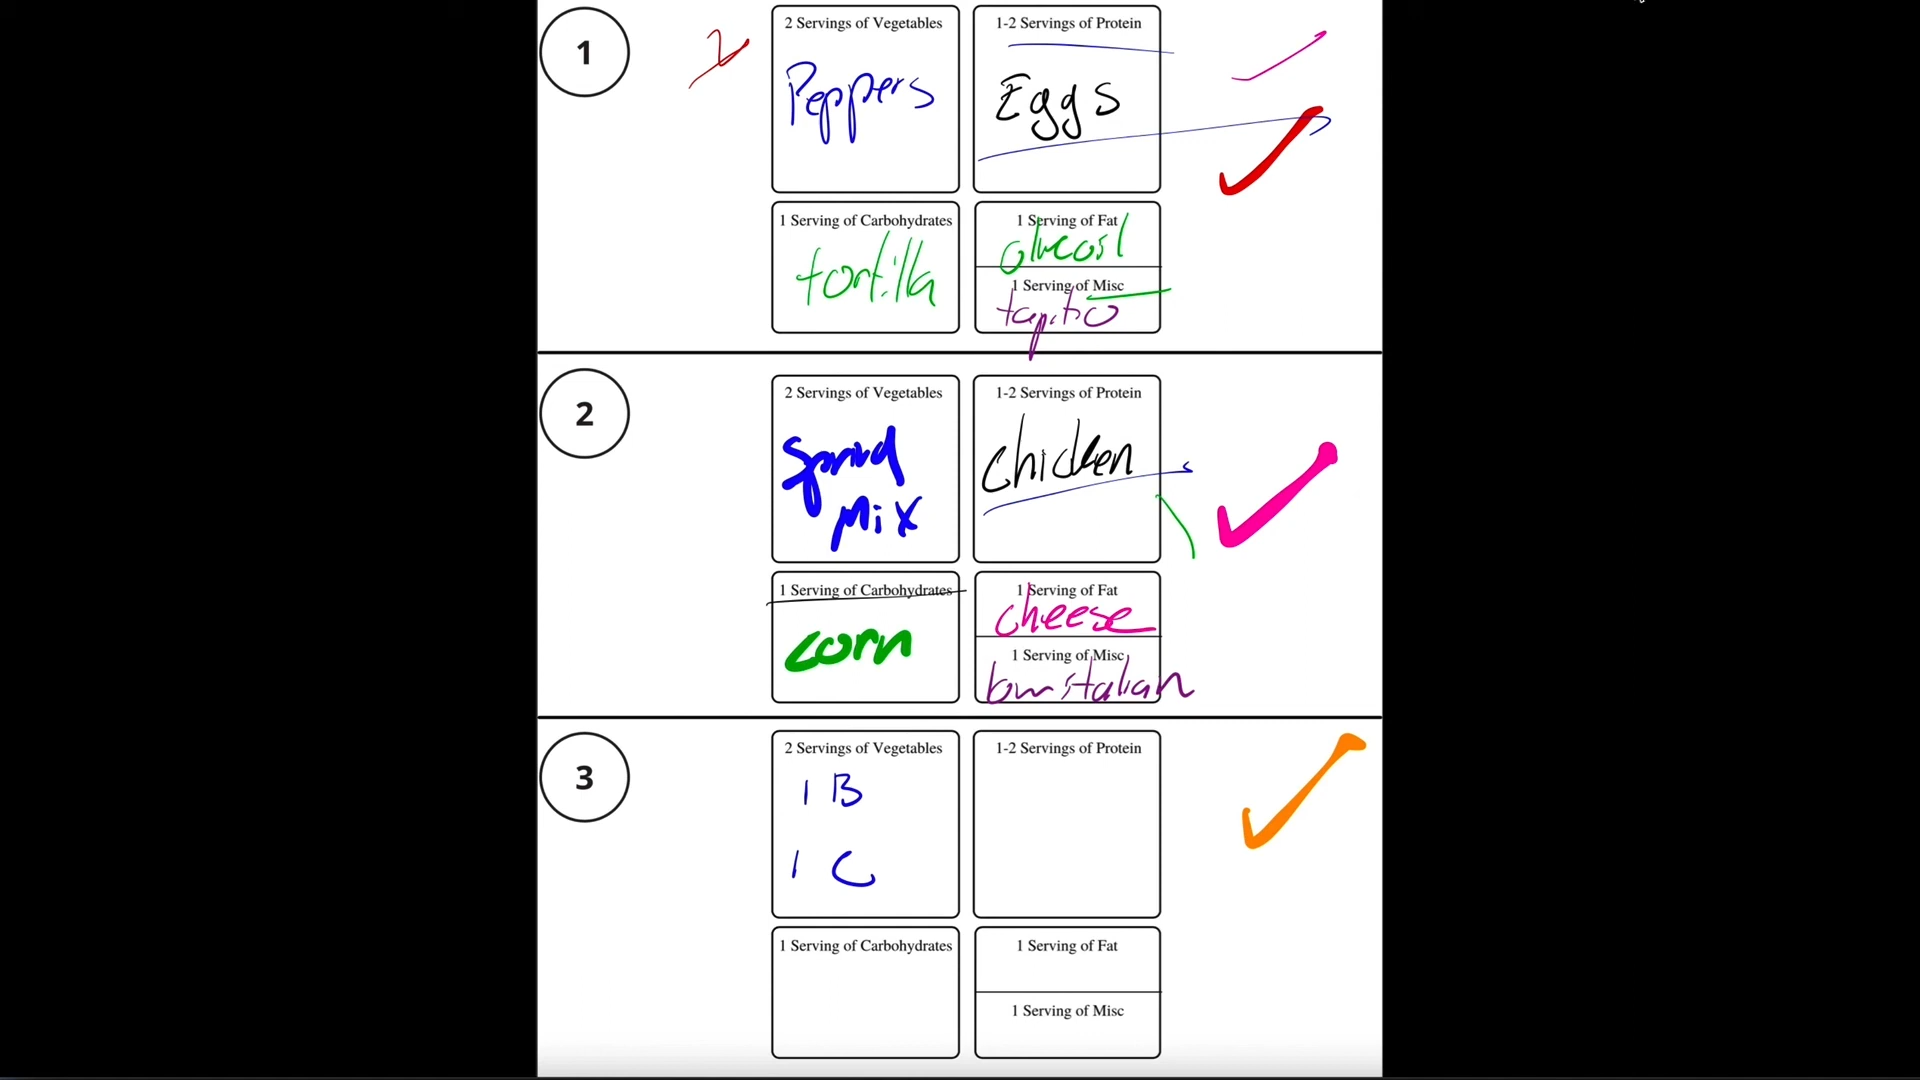 1
2
2 Servings of Vegetables
Peppers
1-2 Servings of Protein
Eggs
1 Serving of Carbohydrates
tortilla
1 Serving of Fat
1 Serving of Misc
2
2 Servings of Vegetables
Mix
1-2 Servings of Protein
chicken
1 Serving of Carbohydrates
corn
1 Serving of Fat
cheese
1 Serving of Misc
3
2 Servings of Vegetables
1 B
1 C
1-2 Servings of Protein
1 Serving of Carbohydrates
1 Serving of Fat
1 Serving of Misc